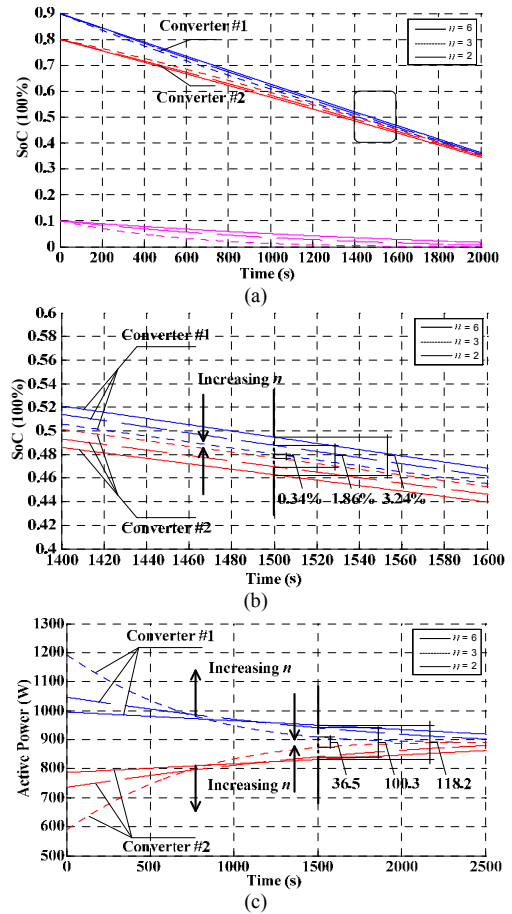 (a)
0.9
0.8
0.7
0.6
0.5
0.4
0.3
0.2
0.1
0
SoC (100%)
Converter #1
Converter #2
n = 6
n = 3
n = 2
0 200 400 600 800 1000 1200 1400 1600 1800 2000
Time (s)
(a)
0.6
0.58
0.56
0.54
0.52
0.5
0.48
0.46
0.44
0.42
0.4
SoC (100%)
Converter #1
Increasing n
n = 6
n = 3
n = 2
0.34% 1.86% 3.24%
Converter #2
1400 1420 1440 1460 1480 1500 1520 1540 1560 1580 1600
Time (s)
(b)
1300
1200
1100
1000
900
800
700
600
500
Active Power (W)
Converter #1
Increasing n
n = 6
n = 3
n = 2
Increasing n
36.5 100.3 118.2
Converter #2
0 500 1000 1500 2000 2500
Time (s)
(c)